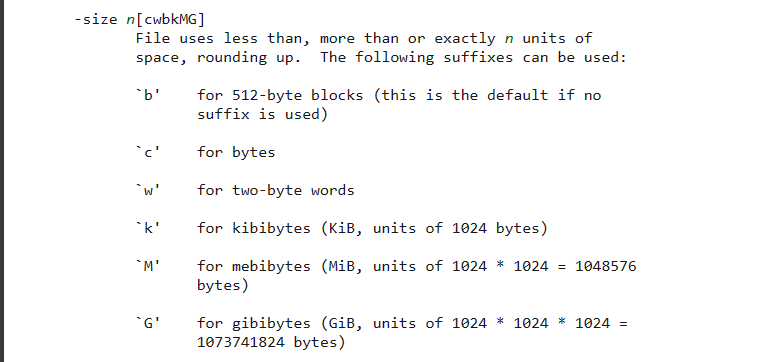 -size n[cwbkMG]
File uses less than, more than or exactly n units of
space, rounding up.  The following suffixes can be used:
`b'    for 512-byte blocks (this is the default if no
suffix is used)
`c'    for bytes
`w'    for two-byte words
`k'    for kibibytes (KiB, units of 1024 bytes)
`M'    for mebibytes (MiB, units of 1024 * 1024 = 1048576
bytes)
`G'    for gibibytes (GiB, units of 1024 * 1024 * 1024 =
1073741824 bytes)